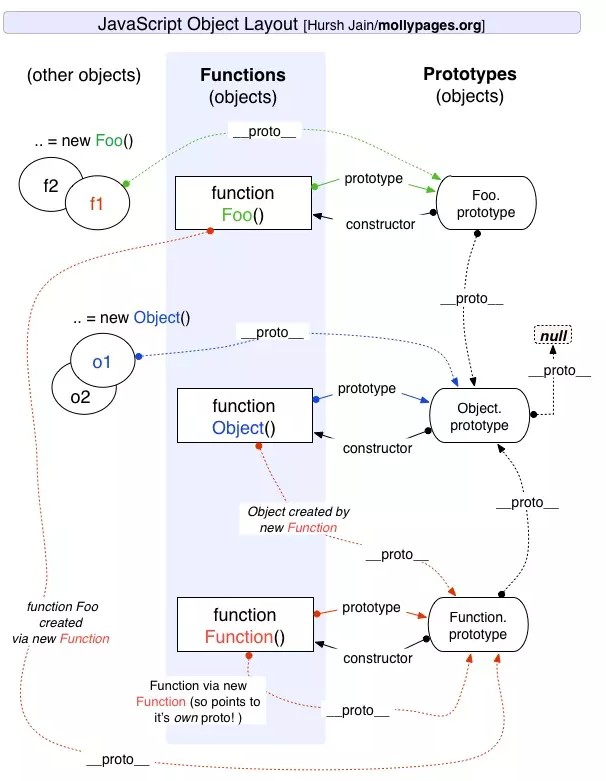 JavaScript Object Layout [Hursh Jain/mollypages.org]
(other objects)
Functions
(objects)
Prototypes
(objects)
.. = new Foo()
__proto__
f2
f1
function
Foo()
prototype
constructor
Foo.
prototype
__proto__
.. = new Object()
__proto__
null
__proto__
o1
o2
function
Object()
prototype
constructor
Object.
prototype
Object created by
new Function
__proto__
__proto__
function Foo
created
via new Function
function
Function()
prototype
constructor
Function.
prototype
Function via new
Function (so points to
it's own proto! )
__proto__
__proto__